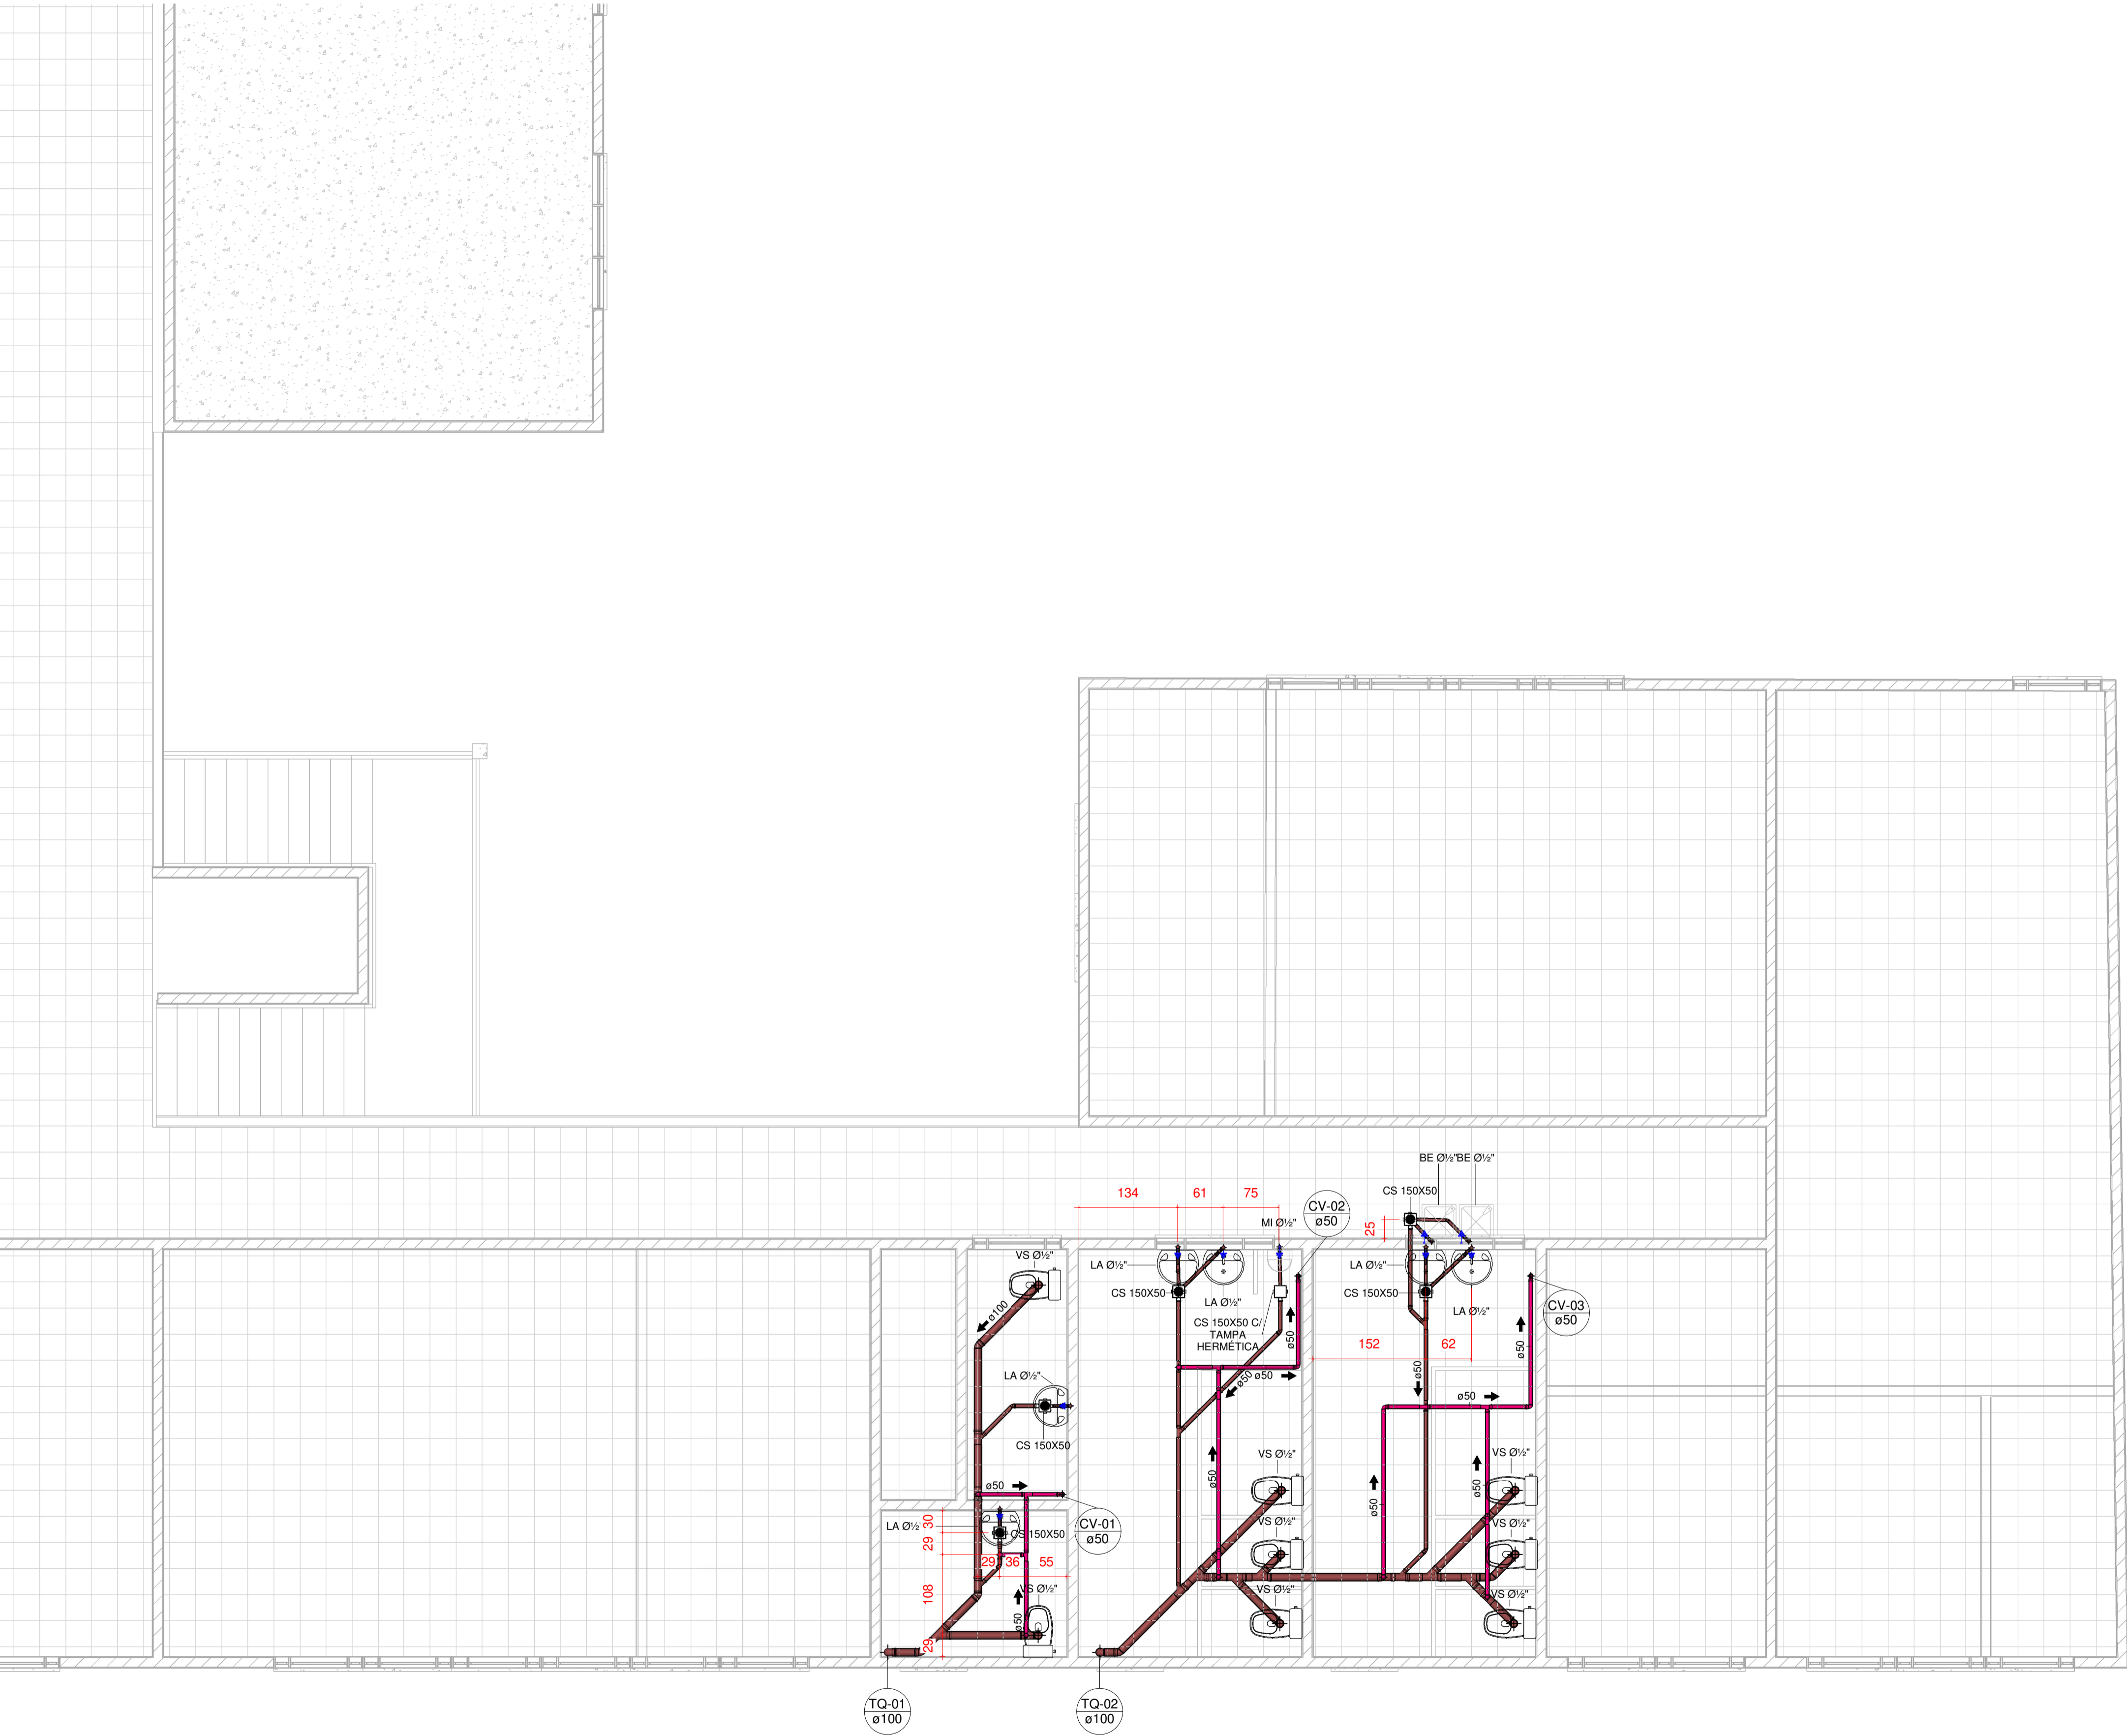 BE Ø½"
BE Ø½"
CS 150X50
134
61
75
CV-02
ø50
MI Ø½"
25
VS Ø½"
LA Ø½"
LA Ø½"
CS 150X50
CS 150X50
LA Ø½"
LA Ø½"
CV-03
ø50
ø100
CS 150X50 C/
TAMPA
HERMÉTICA
ø50
152
62
ø50
ø50
ø50
ø50
ø50
LA Ø½"
ø50
CS 150X50
VS Ø½"
VS Ø½"
ø50
ø50
ø50
ø50
VS Ø½"
VS Ø½"
LA Ø½"
30
CS 150X50
CV-01
ø50
29
29
36
55
108
VS Ø½"
VS Ø½"
VS Ø½"
ø50
29
TQ-01
ø100
TQ-02
ø100